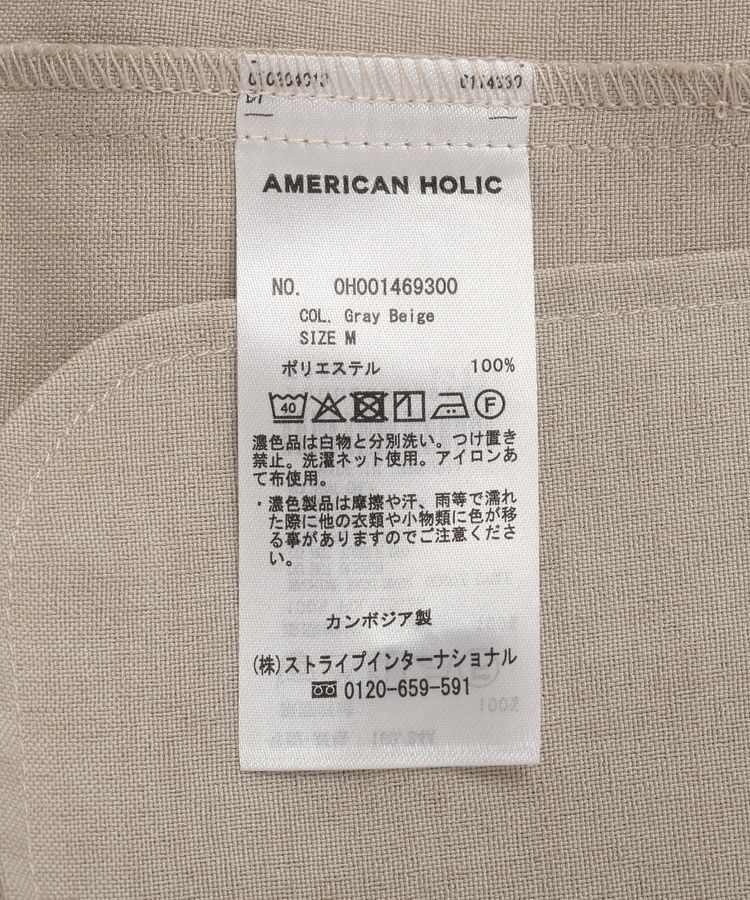 AMERICAN HOLIC
NO. 0H001469300
COL. Gray Beige
SIZE M
ポリエステル 100%
40 F
濃色品は白物と分別洗い。つけ置き
禁止。洗濯ネット使用。アイロンあ
て布使用。
・濃色製品は摩擦や汗、雨等で濡れ
た際に他の衣類や小物類に色が移
る事がありますのでご注意くださ
い。
カンボジア製
(株)ストライプインターナショナル
0120-659-591